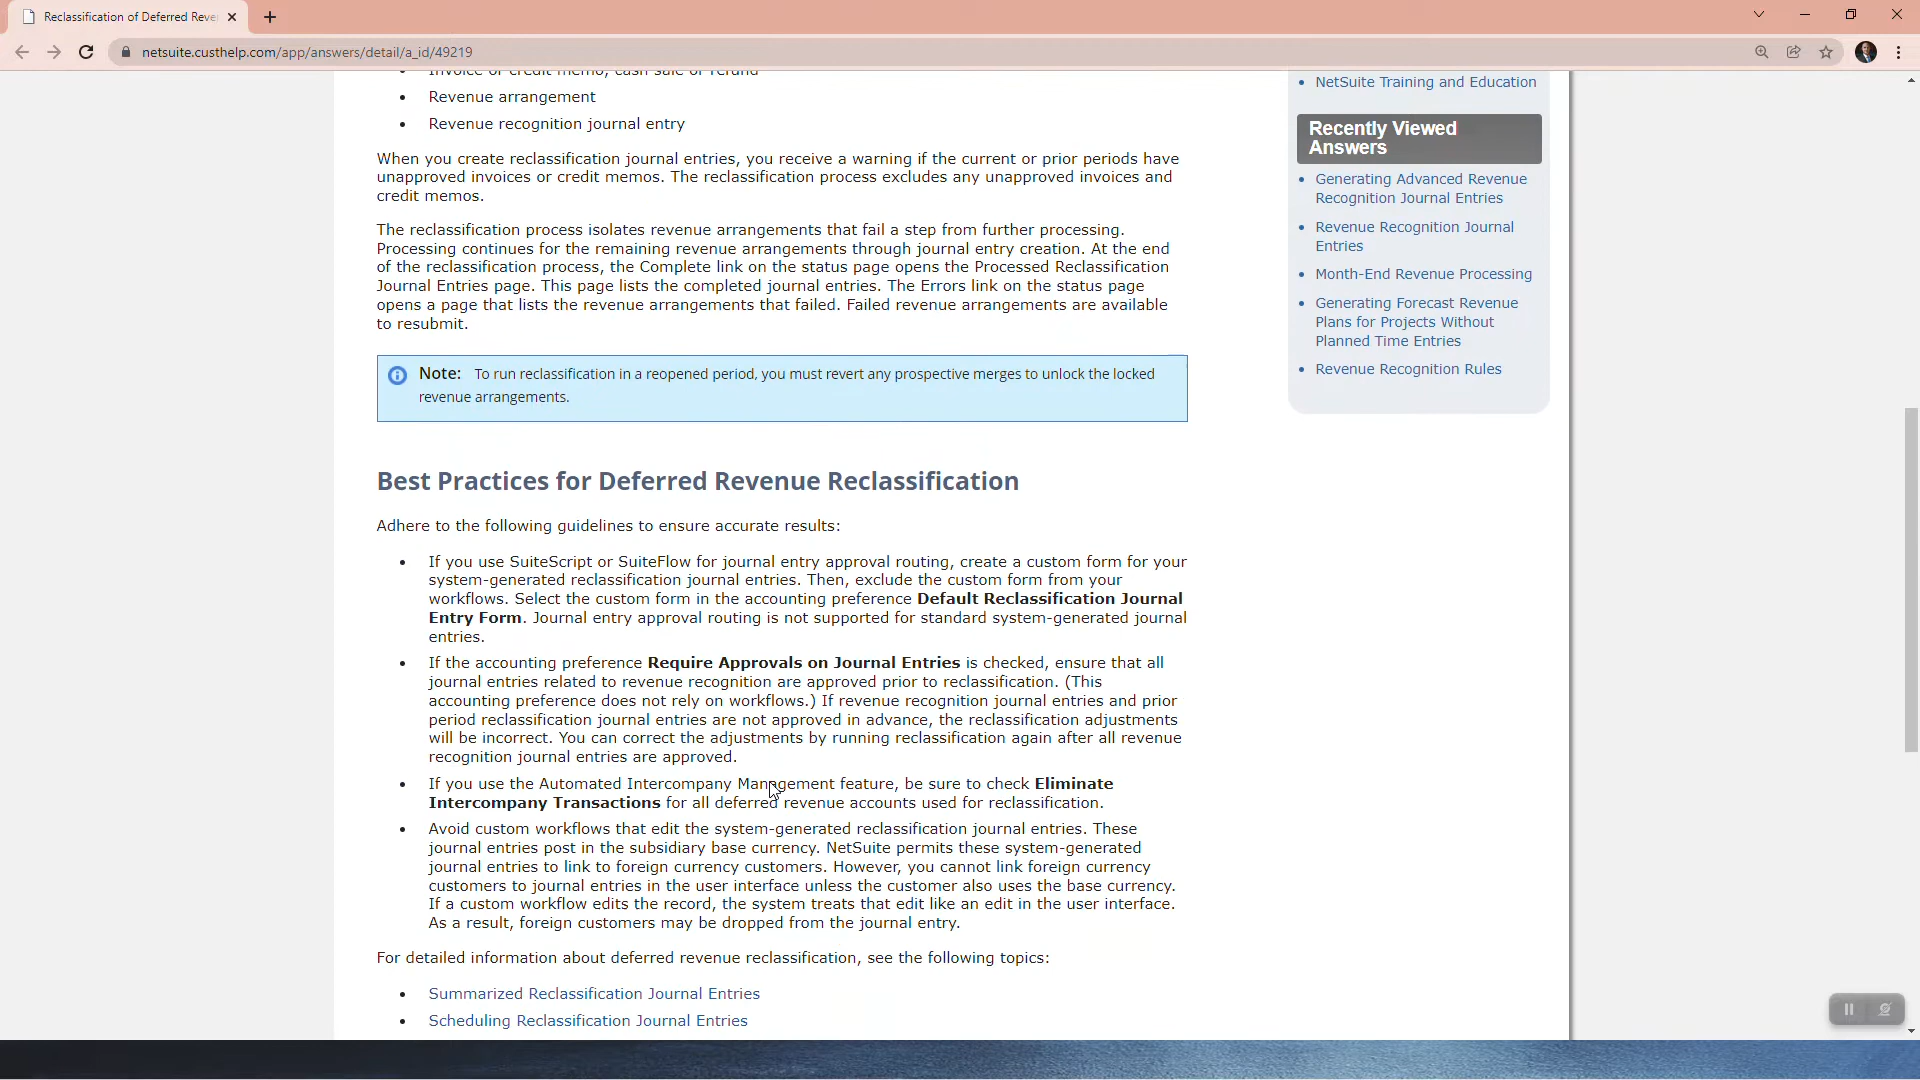 Reclassification of Deferred Reve
netsuite.custhelp.com/app/answers/detail/a_id/49219
Invoice or credit memo, cash sale or refund
• Revenue arrangement
• Revenue recognition journal entry
When you create reclassification journal entries, you receive a warning if the current or prior periods have
unapproved invoices or credit memos. The reclassification process excludes any unapproved invoices and
credit memos.
The reclassification process isolates revenue arrangements that fail a step from further processing.
Processing continues for the remaining revenue arrangements through journal entry creation. At the end
of the reclassification process, the Complete link on the status page opens the Processed Reclassification
Journal Entries page. This page lists the completed journal entries. The Errors link on the status page
opens a page that lists the revenue arrangements that failed. Failed revenue arrangements are available
to resubmit.
Note: To run reclassification in a reopened period, you must revert any prospective merges to unlock the locked
revenue arrangements.
Best Practices for Deferred Revenue Reclassification
Adhere to the following guidelines to ensure accurate results:
• If you use SuiteScript or SuiteFlow for journal entry approval routing, create a custom form for your
system-generated reclassification journal entries. Then, exclude the custom form from your
workflows. Select the custom form in the accounting preference Default Reclassification Journal
Entry Form. Journal entry approval routing is not supported for standard system-generated journal
entries.
• If the accounting preference Require Approvals on Journal Entries is checked, ensure that all
journal entries related to revenue recognition are approved prior to reclassification. (This
accounting preference does not rely on workflows.) If revenue recognition journal entries and prior
period reclassification journal entries are not approved in advance, the reclassification adjustments
will be incorrect. You can correct the adjustments by running reclassification again after all revenue
recognition journal entries are approved.
• If you use the Automated Intercompany Management feature, be sure to check Eliminate
Intercompany Transactions for all deferred revenue accounts used for reclassification.
• Avoid custom workflows that edit the system-generated reclassification journal entries. These
journal entries post in the subsidiary base currency. NetSuite permits these system-generated
journal entries to link to foreign currency customers. However, you cannot link foreign currency
customers to journal entries in the user interface unless the customer also uses the base currency.
If a custom workflow edits the record, the system treats that edit like an edit in the user interface.
As a result, foreign customers may be dropped from the journal entry.
For detailed information about deferred revenue reclassification, see the following topics:
• Summarized Reclassification Journal Entries
• Scheduling Reclassification Journal Entries
• NetSuite Training and Education
Recently Viewed
Answers
• Generating Advanced Revenue
Recognition Journal Entries
• Revenue Recognition Journal
Entries
• Month-End Revenue Processing
• Generating Forecast Revenue
Plans for Projects Without
Planned Time Entries
• Revenue Recognition Rules